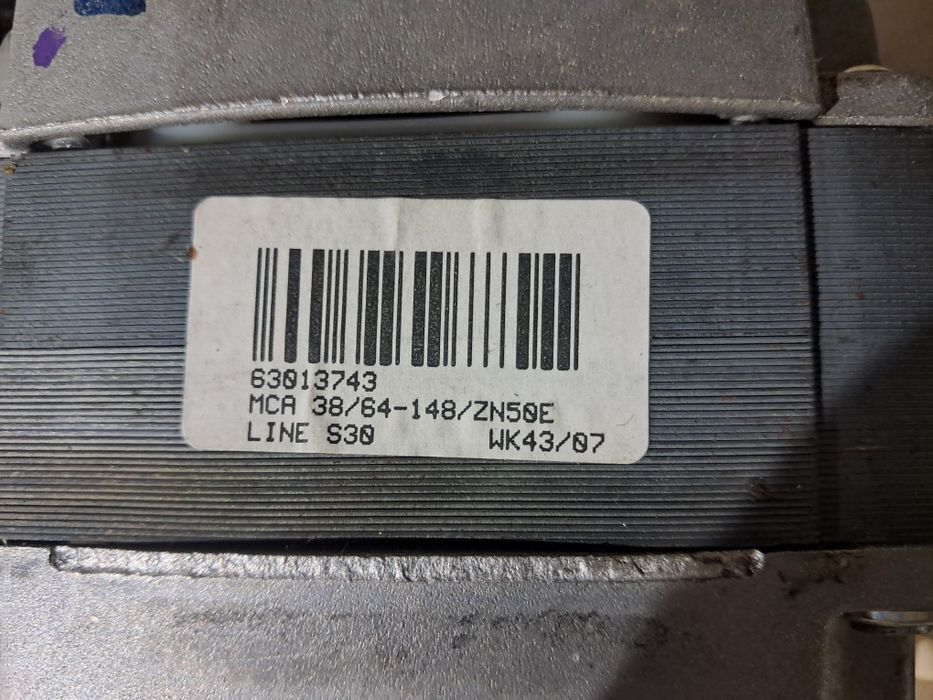 63013743
MCA 38/64-148/ZN50E
LINE S30 WK43/07